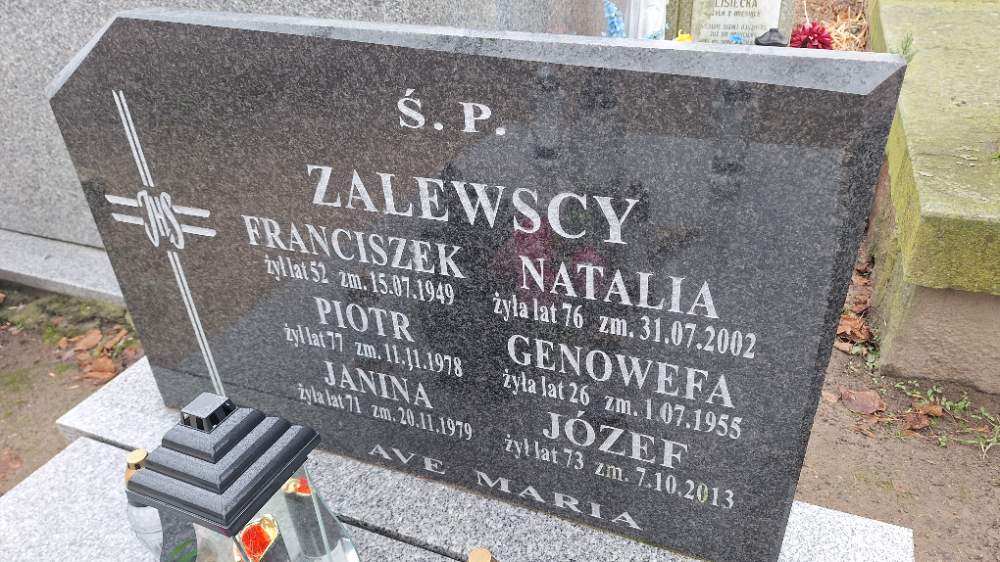 LISIECKA
Ś. P.
JHS
ZALEWSCY
FRANCISZEK
żył lat 52 zm. 15.07.1949
PIOTR
żył lat 77 zm. 11.11.1978
JANINA
żyła lat 71 zm. 20.11.1979
NATALIA
żyła lat 76 zm. 31.07.2002
GENOWEFA
żyła lat 26 zm. 1.07.1955
JÓZEF
żył lat 73 zm. 7.10.2013
AVE MARIA